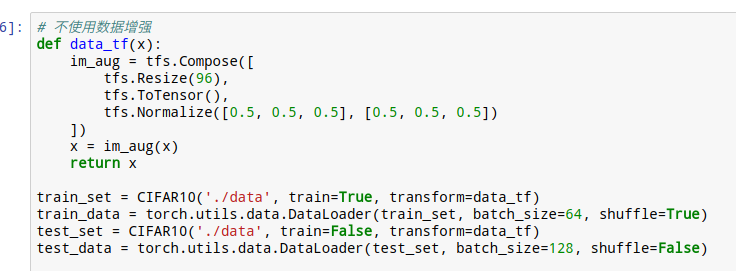 6]: # 不使用数据增强
def data_tf(x):
    im_aug = tfs.Compose([
        tfs.Resize(96),
        tfs.ToTensor(),
        tfs.Normalize([0.5, 0.5, 0.5], [0.5, 0.5, 0.5])
    ])
    x = im_aug(x)
    return x

train_set = CIFAR10('./data', train=True, transform=data_tf)
train_data = torch.utils.data.DataLoader(train_set, batch_size=64, shuffle=True)
test_set = CIFAR10('./data', train=False, transform=data_tf)
test_data = torch.utils.data.DataLoader(test_set, batch_size=128, shuffle=False)